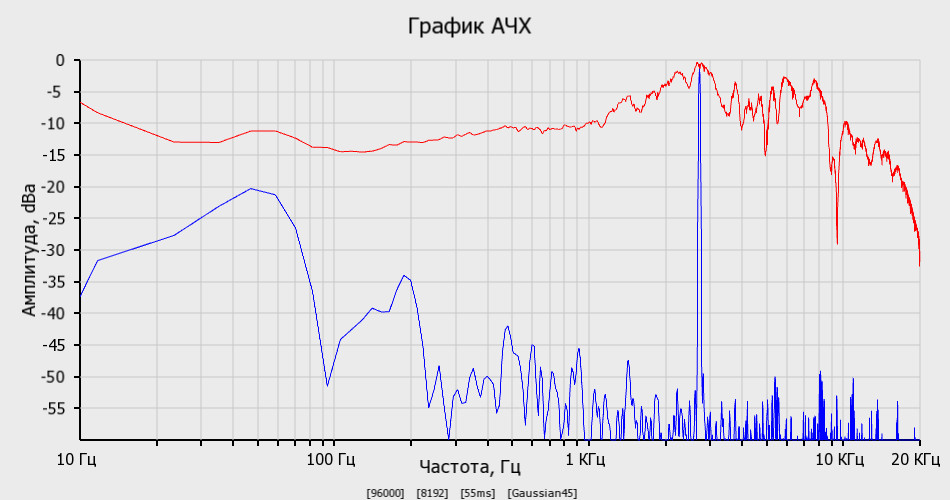 График АЧХ
0
-5
-10
-15
-20
-25
-30
-35
-40
-45
-50
-55
Амплитуда, dBa
10 Гц
100 Гц
1 КГц
10 КГц
20 КГц
Частота, Гц
[96000] [8192] [55ms] [Gaussian45]